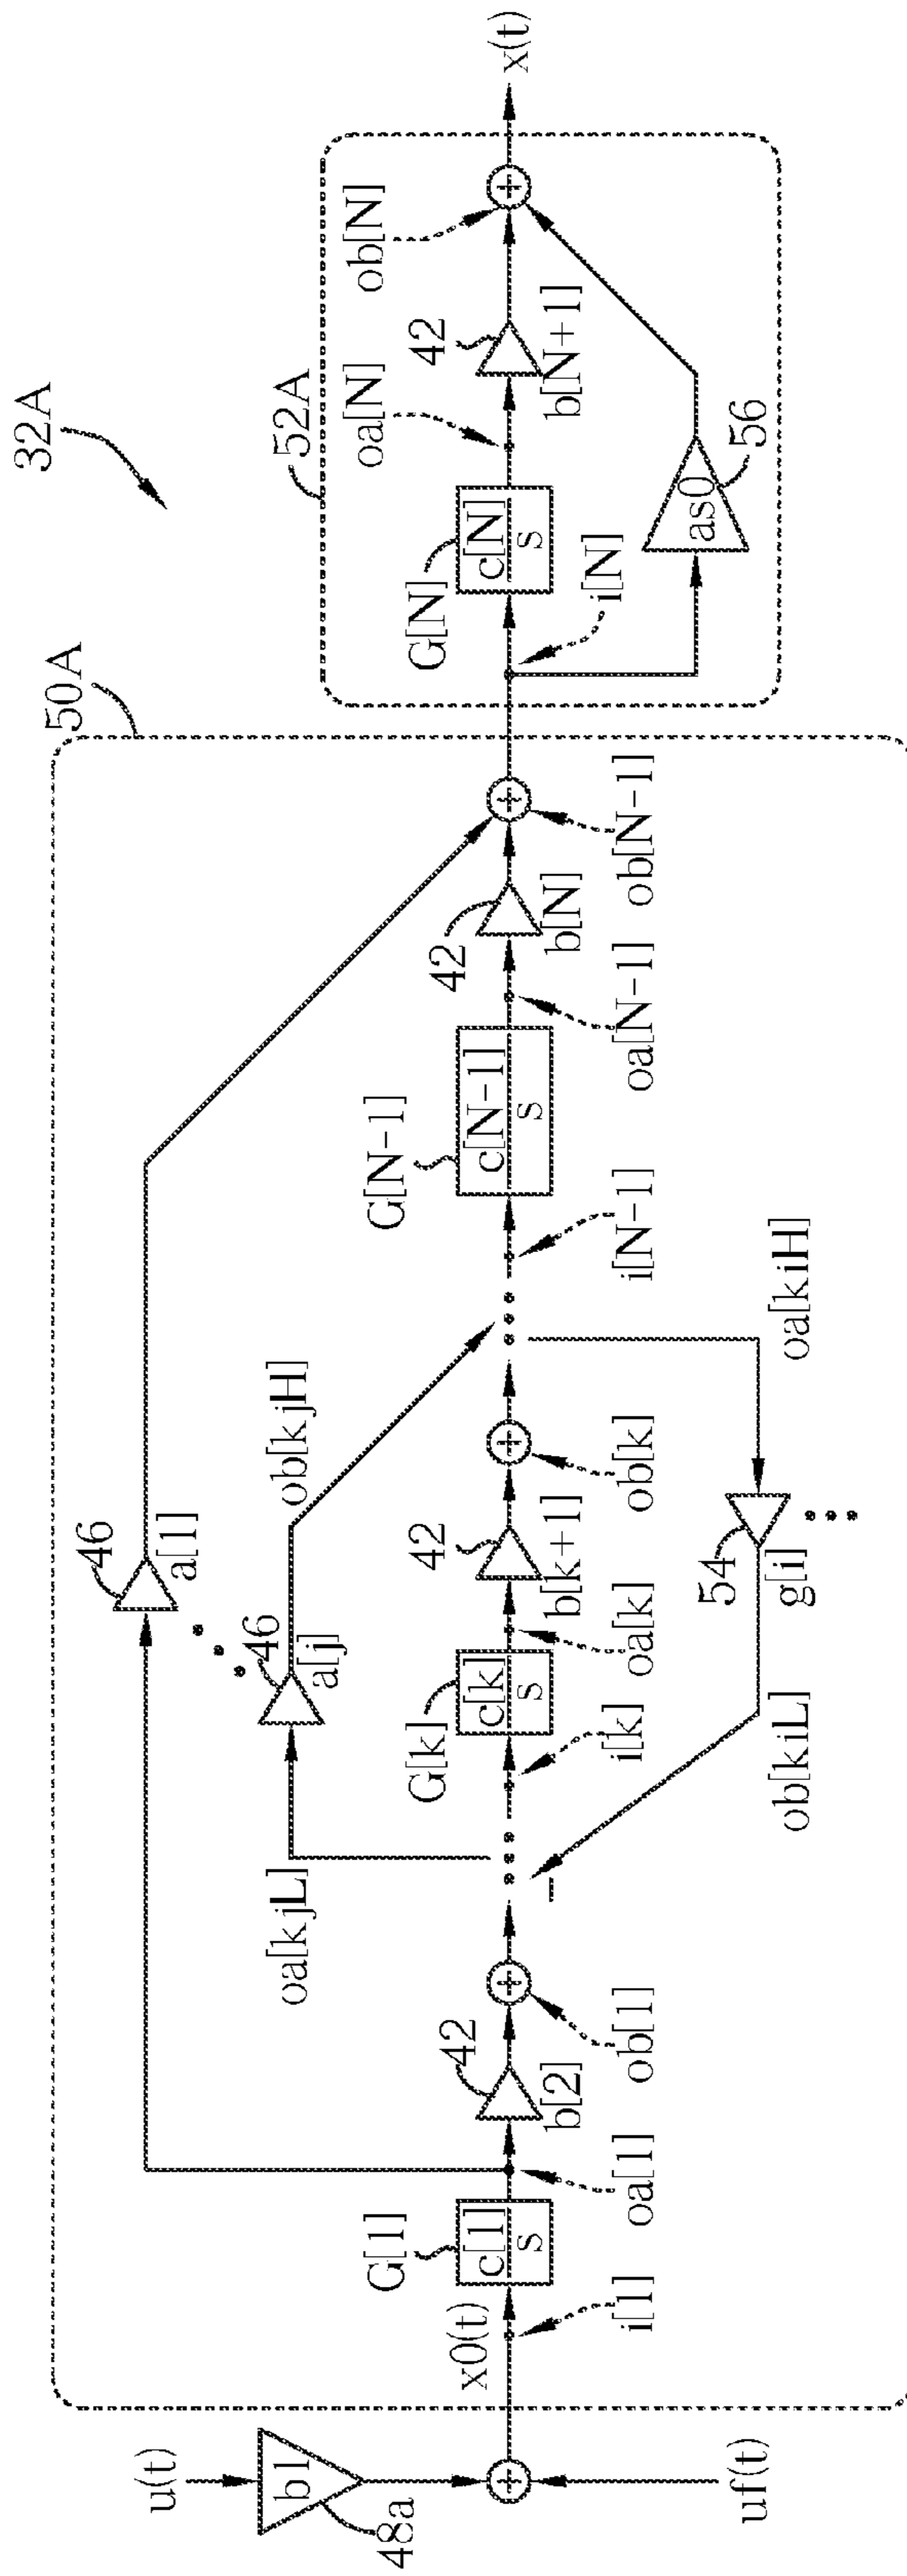 32A
50A
52A
u(t)
b1
48a
uf(t)
x0(t)
i[1]
G[1]
c[1]
s
oa[1]
42
b[2]
ob[1]
46
a[1]
oa[kjL]
46
a[j]
ob[kjH]
G[k]
c[k]
s
i[k]
oa[k]
42
b[k+1]
ob[k]
ob[kiL]
54
g[i]
oa[kiH]
i[N-1]
G[N-1]
c[N-1]
s
oa[N-1]
42
b[N]
ob[N-1]
i[N]
G[N]
c[N]
s
oa[N]
42
b[N+1]
ob[N]
as0
56
x(t)